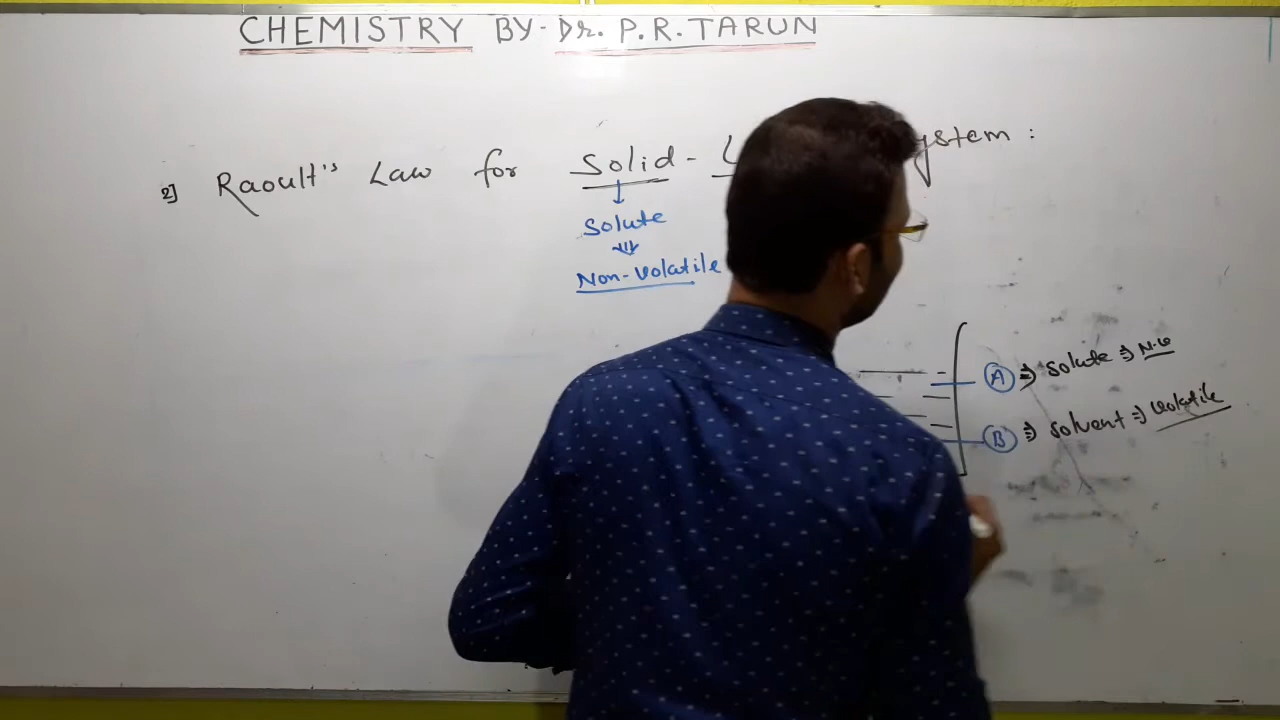 CHEMISTRY BY- Dr. P.R. TARUN
2] Raoult's Law for Solid - L ystem :
↓
Solute
⇓
Non-Volatile
A ⇒ Solute ⇒ N.V
B ⇒ Solvent ⇒ Volatile